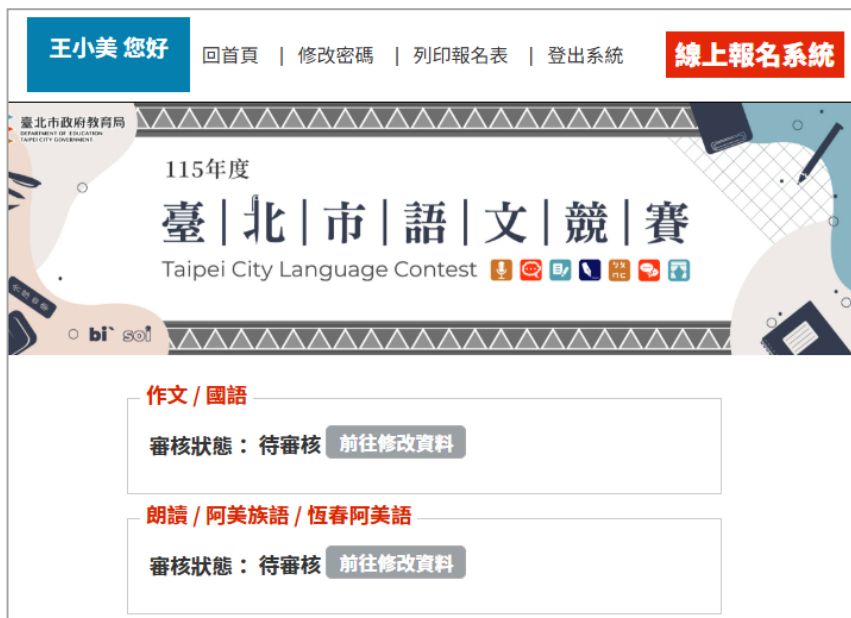 王小美 您好
回首頁 | 修改密碼 | 列印報名表 | 登出系統
線上報名系統
臺北市政府教育局
DEPARTMENT OF EDUCATION
TAIPEI CITY GOVERNMENT
115年度
臺|北|市|語|文|競|賽
Taipei City Language Contest
bi` soi
作文 / 國語
審核狀態： 待審核 前往修改資料
朗讀 / 阿美族語 / 恆春阿美語
審核狀態： 待審核 前往修改資料